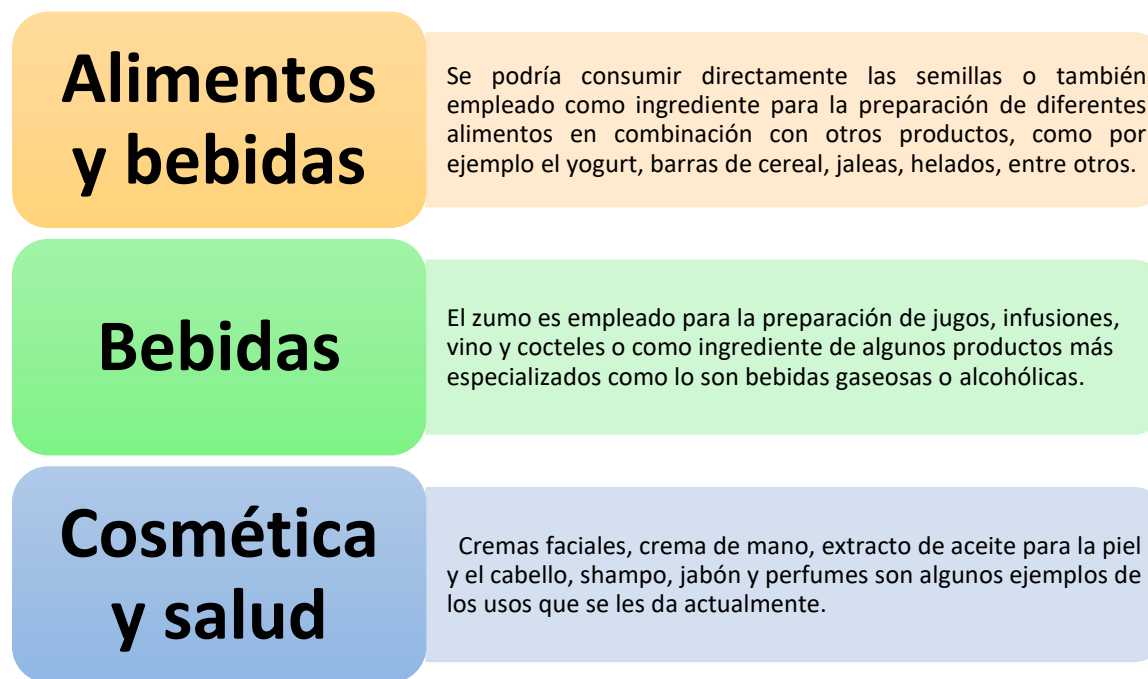 Alimentos
y bebidas
Se podría consumir directamente las semillas o también
empleado como ingrediente para la preparación de diferentes
alimentos en combinación con otros productos, como por
ejemplo el yogurt, barras de cereal, jaleas, helados, entre otros.
Bebidas
El zumo es empleado para la preparación de jugos, infusiones,
vino y cocteles o como ingrediente de algunos productos más
especializados como lo son bebidas gaseosas o alcohólicas.
Cosmética
y salud
Cremas faciales, crema de mano, extracto de aceite para la piel
y el cabello, shampo, jabón y perfumes son algunos ejemplos de
los usos que se les da actualmente.